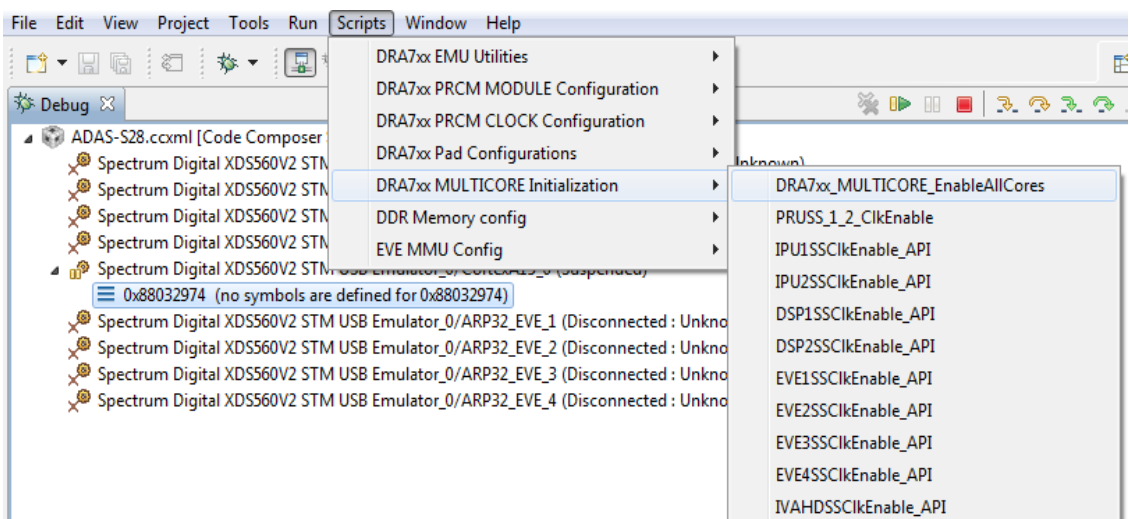 File Edit View Project Tools Run Scripts Window Help
DRA7xx EMU Utilities
DRA7xx PRCM MODULE Configuration
DRA7xx PRCM CLOCK Configuration
DRA7xx Pad Configurations
DRA7xx MULTICORE Initialization
DDR Memory config
EVE MMU Config
DRA7xx_MULTICORE_EnableAllCores
PRUSS_1_2_ClkEnable
IPU1SSClkEnable_API
IPU2SSClkEnable_API
DSP1SSClkEnable_API
DSP2SSClkEnable_API
EVE1SSClkEnable_API
EVE2SSClkEnable_API
EVE3SSClkEnable_API
EVE4SSClkEnable_API
IVAHDSSClkEnable_API
Debug
ADAS-S28.ccxml [Code Composer
Spectrum Digital XDS560V2 STM nknown)
Spectrum Digital XDS560V2 STM
Spectrum Digital XDS560V2 STM
Spectrum Digital XDS560V2 STM
Spectrum Digital XDS560V2 STM USB Emulator_0/CortexA15_0 (Suspended)
0x88032974 (no symbols are defined for 0x88032974)
Spectrum Digital XDS560V2 STM USB Emulator_0/ARP32_EVE_1 (Disconnected : Unkno
Spectrum Digital XDS560V2 STM USB Emulator_0/ARP32_EVE_2 (Disconnected : Unkno
Spectrum Digital XDS560V2 STM USB Emulator_0/ARP32_EVE_3 (Disconnected : Unkno
Spectrum Digital XDS560V2 STM USB Emulator_0/ARP32_EVE_4 (Disconnected : Unkno